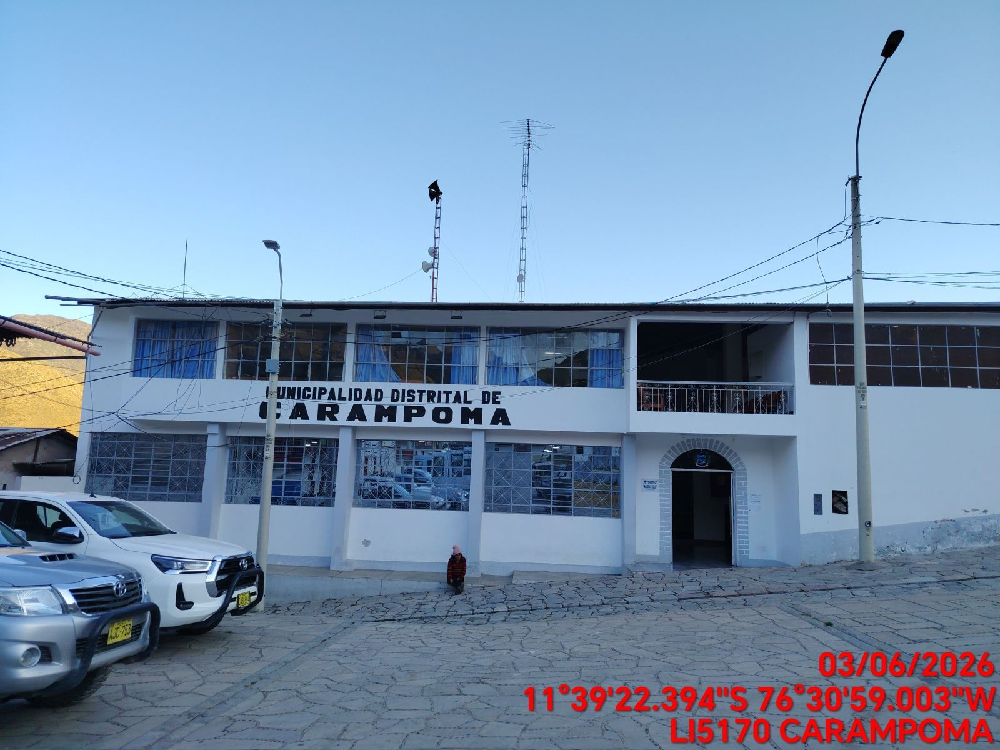 MUNICIPALIDAD DISTRITAL DE
CARAMPOMA
AJC-753
03/06/2026
11°39'22.394"S 76°30'59.003"W
LI5170 CARAMPOMA